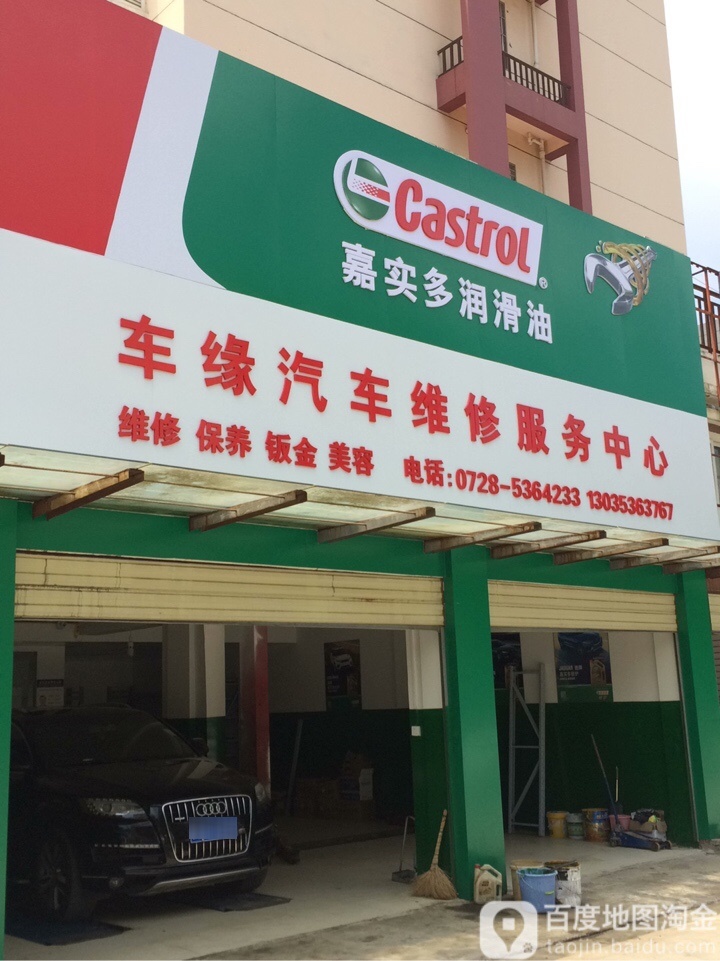 Castrol®
嘉实多润滑油
车缘汽车维修服务中心
维修 保养 钣金 美容 电话:0728-5364233 13035363767
百度地图淘金
taojin.baidu.com